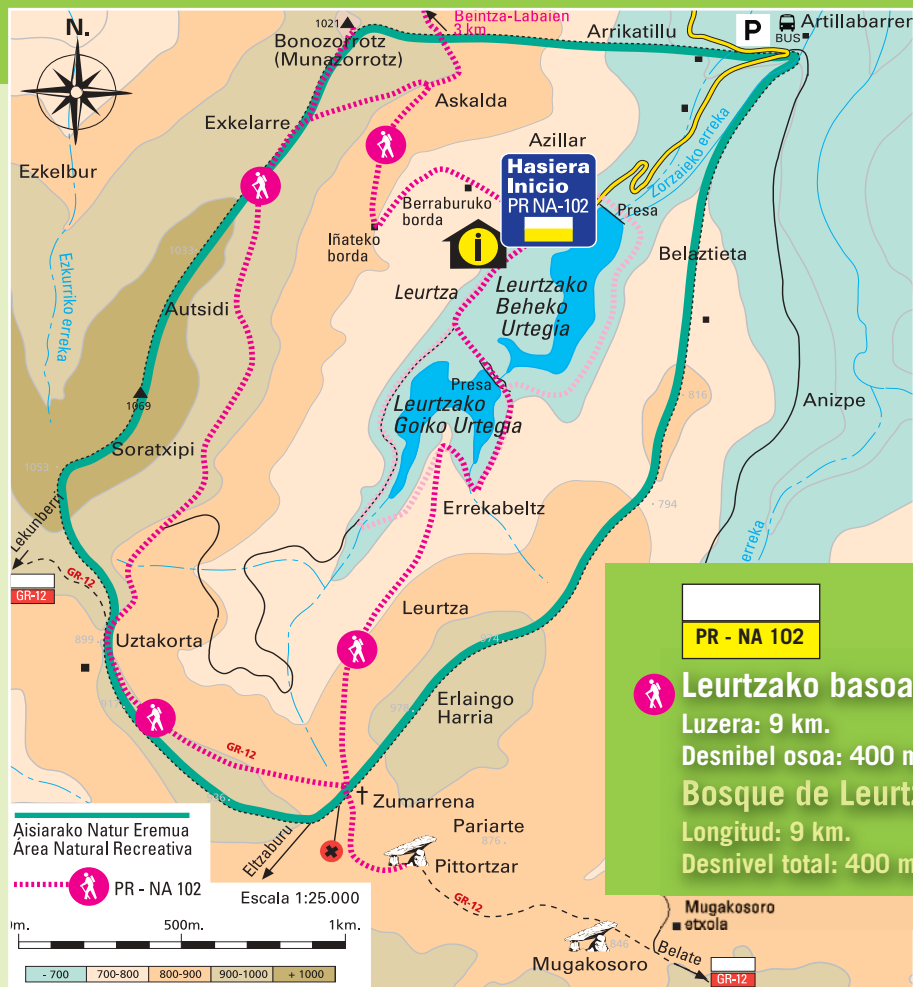 N.
1021
Beintza-Labaien
3 km.
Bonozorrotz
(Munazorrotz)
Arrikatillu
P
BUS
Artillabarren
Askalda
Exkelarre
Azillar
Ezkelbur
Hasiera
Inicio
PR NA-102
Zorzaieko erreka
Berraburuko
borda
Presa
Iñateko
borda
i
Belaztieta
1033
Ezkurriko erreka
Leurtza
Leurtzako
Beheko
Urtegia
Autsidi
Presa
1069
Leurtzako
Goiko Urtegia
816
Anizpe
Soratxipi
1053
Errekabeltz
794
Lekunberri
erreka
GR-12
GR-12
Leurtza
PR - NA 102
899
Uztakorta
974
Leurtzako basoa
Luzera: 9 km.
Desnibel osoa: 400 m
Bosque de Leurtz
Longitud: 9 km.
Desnivel total: 400 m
917
978
Erlaingo
Harria
GR-12
Zumarrena
Aisiarako Natur Eremua
Área Natural Recreativa
Pariarte
876
Eltzaburu
Pittortzar
PR - NA 102
Escala 1:25.000
GR-12
0m.
500m.
1km.
Mugakosoro
etxola
846
Mugakosoro
Belate
GR-12
- 700
700-800
800-900
900-1000
+ 1000